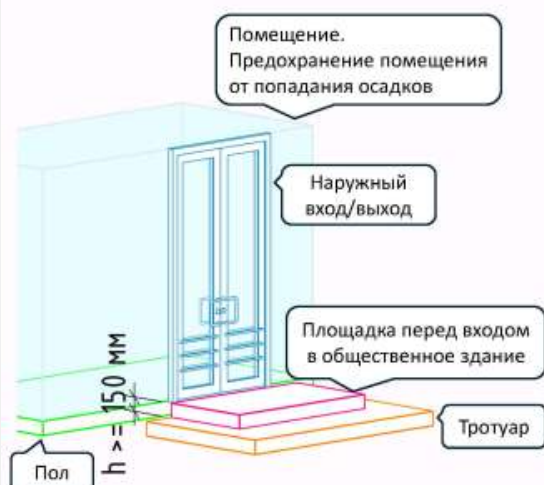 Помещение.
Предохранение помещения
от попадания осадков
Наружный
вход/выход
Площадка перед входом
в общественное здание
h >= 150 мм
Тротуар
Пол